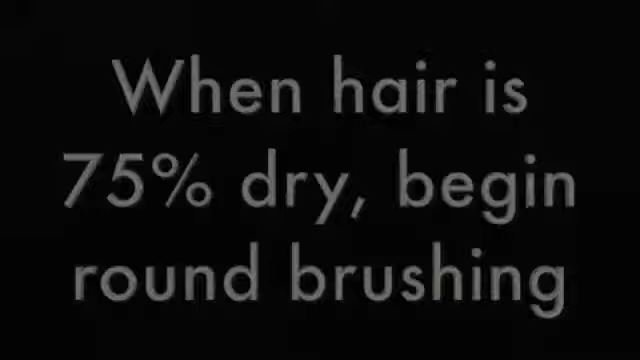 When hair is
75% dry, begin
round brushing